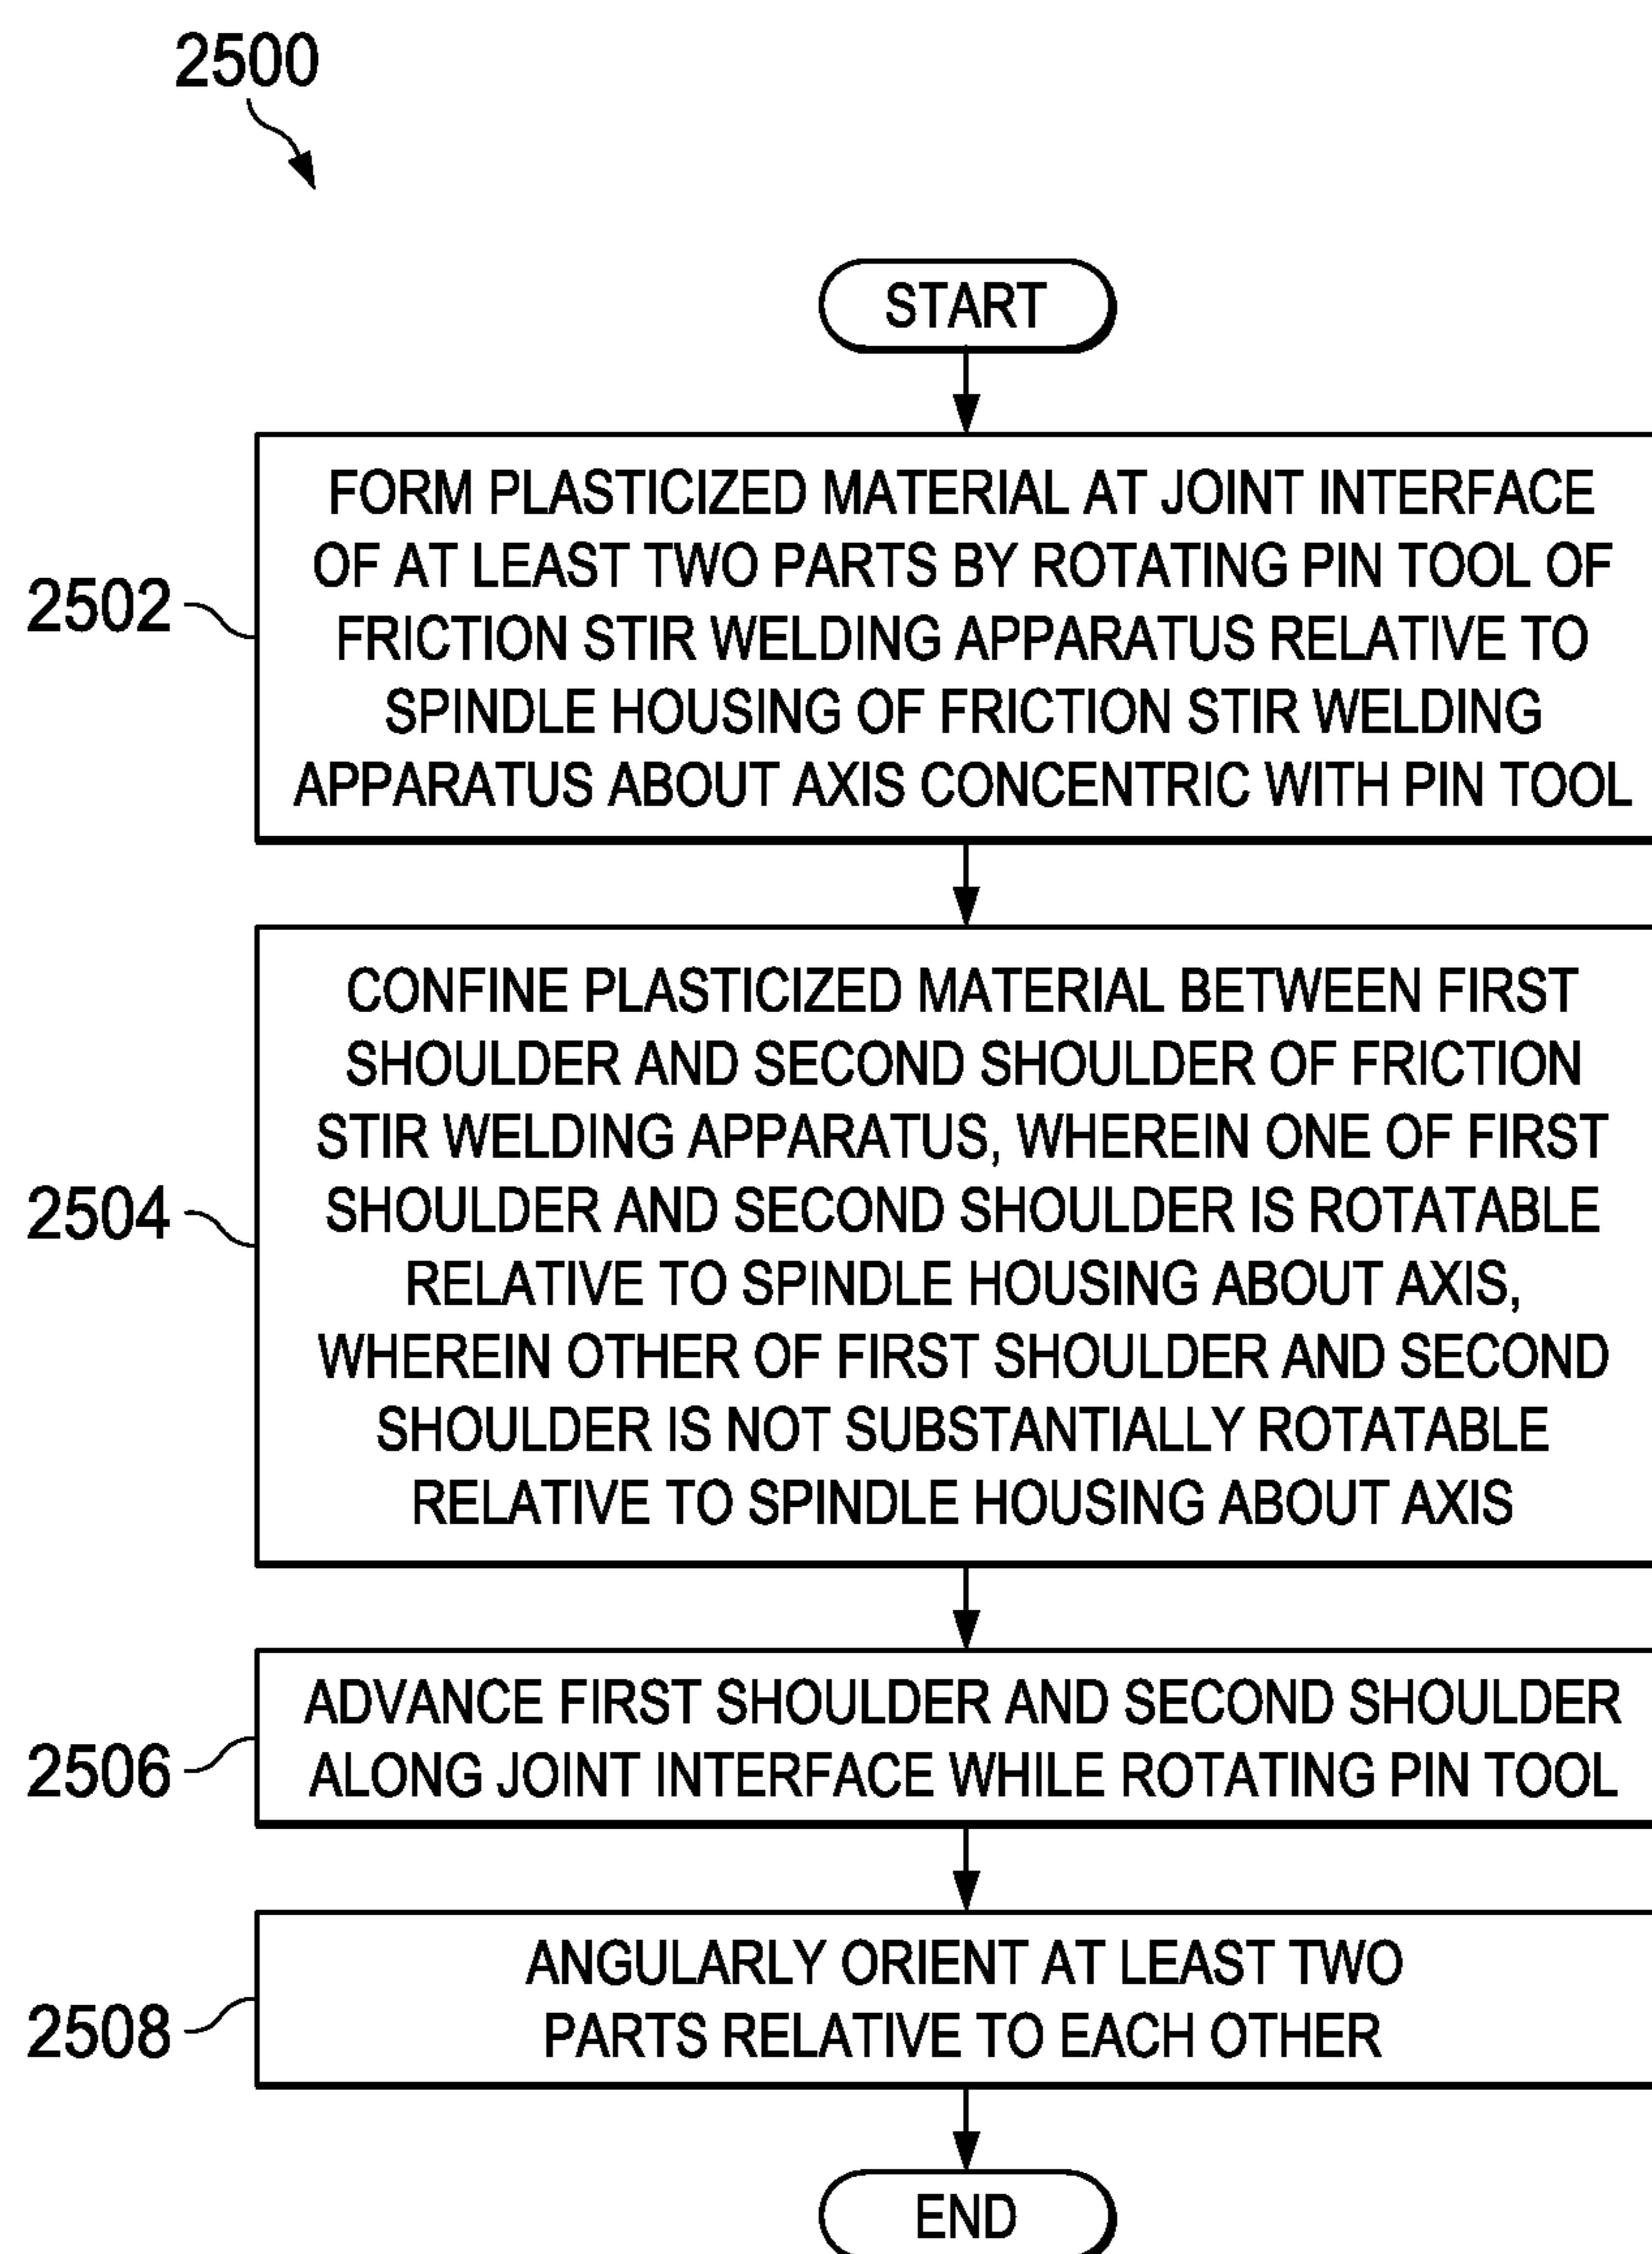 2500
START
2502
FORM PLASTICIZED MATERIAL AT JOINT INTERFACE
OF AT LEAST TWO PARTS BY ROTATING PIN TOOL OF
FRICTION STIR WELDING APPARATUS RELATIVE TO
SPINDLE HOUSING OF FRICTION STIR WELDING
APPARATUS ABOUT AXIS CONCENTRIC WITH PIN TOOL
2504
CONFINE PLASTICIZED MATERIAL BETWEEN FIRST
SHOULDER AND SECOND SHOULDER OF FRICTION
STIR WELDING APPARATUS, WHEREIN ONE OF FIRST
SHOULDER AND SECOND SHOULDER IS ROTATABLE
RELATIVE TO SPINDLE HOUSING ABOUT AXIS,
WHEREIN OTHER OF FIRST SHOULDER AND SECOND
SHOULDER IS NOT SUBSTANTIALLY ROTATABLE
RELATIVE TO SPINDLE HOUSING ABOUT AXIS
2506
ADVANCE FIRST SHOULDER AND SECOND SHOULDER
ALONG JOINT INTERFACE WHILE ROTATING PIN TOOL
2508
ANGULARLY ORIENT AT LEAST TWO
PARTS RELATIVE TO EACH OTHER
END